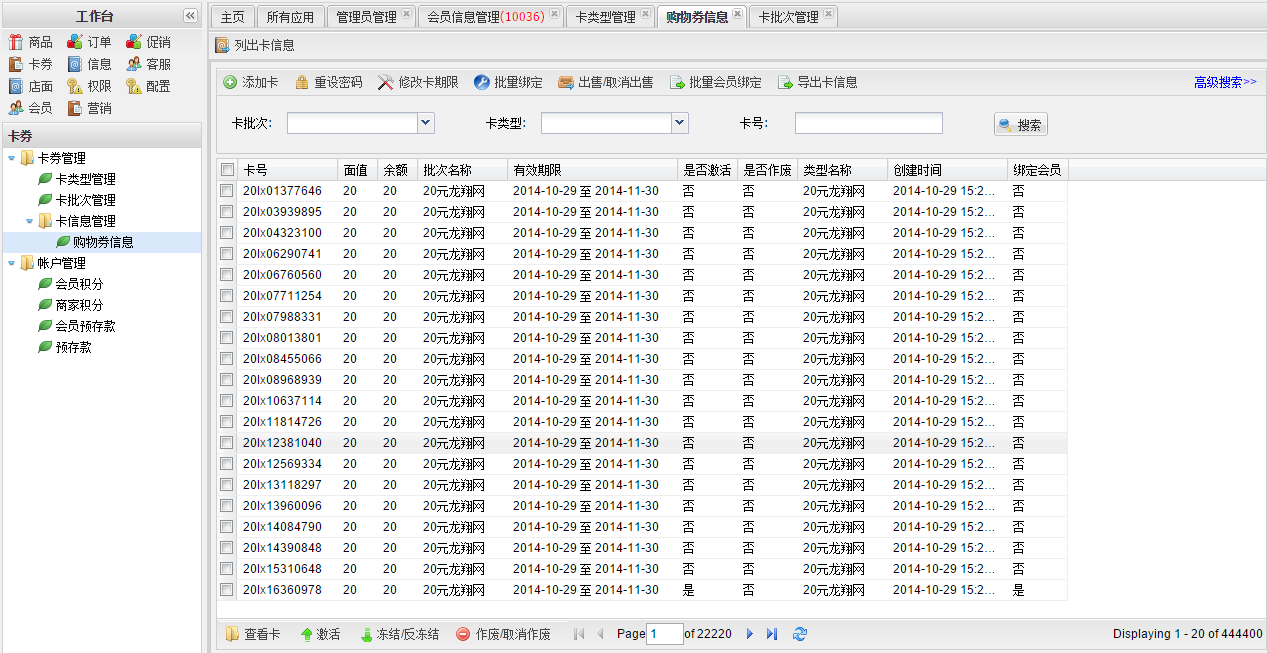 工作台
商品 订单 促销
卡券 信息 客服
店面 权限 配置
会员 营销
卡券
卡券管理
卡类型管理
卡批次管理
卡信息管理
购物券信息
帐户管理
会员积分
商家积分
会员预存款
预存款
主页 所有应用 管理员管理 会员信息管理(10036) 卡类型管理 购物券信息 卡批次管理
列出卡信息
添加卡 重设密码 修改卡期限 批量绑定 出售/取消出售 批量会员绑定 导出卡信息 高级搜索>>
卡批次: 卡类型: 卡号: 搜索
卡号 面值 余额 批次名称 有效期限 是否激活 是否作废 类型名称 创建时间 绑定会员
20lx01377646 20 20 20元龙翔网 2014-10-29 至 2014-11-30 否 否 20元龙翔网 2014-10-29 15:2... 否
20lx03939895 20 20 20元龙翔网 2014-10-29 至 2014-11-30 否 否 20元龙翔网 2014-10-29 15:2... 否
20lx04323100 20 20 20元龙翔网 2014-10-29 至 2014-11-30 否 否 20元龙翔网 2014-10-29 15:2... 否
20lx06290741 20 20 20元龙翔网 2014-10-29 至 2014-11-30 否 否 20元龙翔网 2014-10-29 15:2... 否
20lx06760560 20 20 20元龙翔网 2014-10-29 至 2014-11-30 否 否 20元龙翔网 2014-10-29 15:2... 否
20lx07711254 20 20 20元龙翔网 2014-10-29 至 2014-11-30 否 否 20元龙翔网 2014-10-29 15:2... 否
20lx07988331 20 20 20元龙翔网 2014-10-29 至 2014-11-30 否 否 20元龙翔网 2014-10-29 15:2... 否
20lx08013801 20 20 20元龙翔网 2014-10-29 至 2014-11-30 否 否 20元龙翔网 2014-10-29 15:2... 否
20lx08455066 20 20 20元龙翔网 2014-10-29 至 2014-11-30 否 否 20元龙翔网 2014-10-29 15:2... 否
20lx08968939 20 20 20元龙翔网 2014-10-29 至 2014-11-30 否 否 20元龙翔网 2014-10-29 15:2... 否
20lx10637114 20 20 20元龙翔网 2014-10-29 至 2014-11-30 否 否 20元龙翔网 2014-10-29 15:2... 否
20lx11814726 20 20 20元龙翔网 2014-10-29 至 2014-11-30 否 否 20元龙翔网 2014-10-29 15:2... 否
20lx12381040 20 20 20元龙翔网 2014-10-29 至 2014-11-30 否 否 20元龙翔网 2014-10-29 15:2... 否
20lx12569334 20 20 20元龙翔网 2014-10-29 至 2014-11-30 否 否 20元龙翔网 2014-10-29 15:2... 否
20lx13118297 20 20 20元龙翔网 2014-10-29 至 2014-11-30 否 否 20元龙翔网 2014-10-29 15:2... 否
20lx13960096 20 20 20元龙翔网 2014-10-29 至 2014-11-30 否 否 20元龙翔网 2014-10-29 15:2... 否
20lx14084790 20 20 20元龙翔网 2014-10-29 至 2014-11-30 否 否 20元龙翔网 2014-10-29 15:2... 否
20lx14390848 20 20 20元龙翔网 2014-10-29 至 2014-11-30 否 否 20元龙翔网 2014-10-29 15:2... 否
20lx15310648 20 20 20元龙翔网 2014-10-29 至 2014-11-30 否 否 20元龙翔网 2014-10-29 15:2... 否
20lx16360978 20 20 20元龙翔网 2014-10-29 至 2014-11-30 是 否 20元龙翔网 2014-10-29 15:2... 是
查看卡 激活 冻结/反冻结 作废/取消作废 Page 1 of 22220 Displaying 1 - 20 of 444400